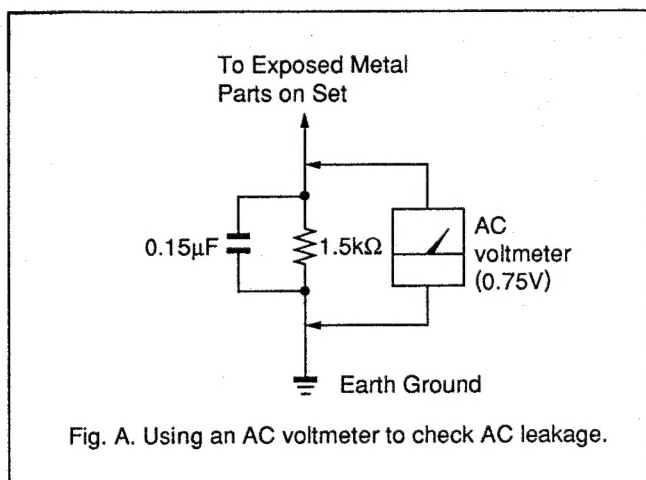 To Exposed Metal
Parts on Set
0.15µF
1.5kΩ
AC
voltmeter
(0.75V)
Earth Ground
Fig. A. Using an AC voltmeter to check AC leakage.